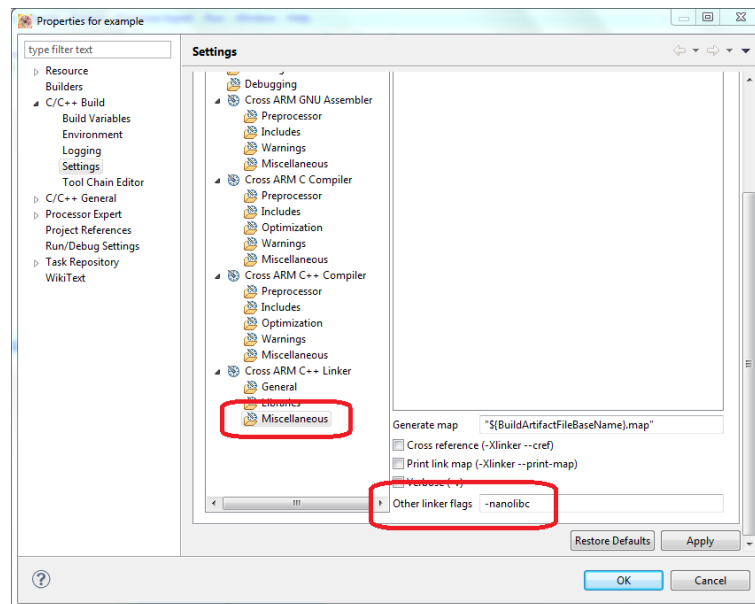 Properties for example
type filter text
Settings
Resource
Builders
C/C++ Build
Build Variables
Environment
Logging
Settings
Tool Chain Editor
C/C++ General
Processor Expert
Project References
Run/Debug Settings
Task Repository
WikiText
Debugging
Cross ARM GNU Assembler
Preprocessor
Includes
Warnings
Miscellaneous
Cross ARM C Compiler
Preprocessor
Includes
Optimization
Warnings
Miscellaneous
Cross ARM C++ Compiler
Preprocessor
Includes
Optimization
Warnings
Miscellaneous
Cross ARM C++ Linker
General
Libraries
Miscellaneous
Generate map "${BuildArtifactFileBaseName}.map"
Cross reference (-Xlinker --cref)
Print link map (-Xlinker --print-map)
Verbose (-v)
Other linker flags -nanolibc
Restore Defaults Apply
OK Cancel